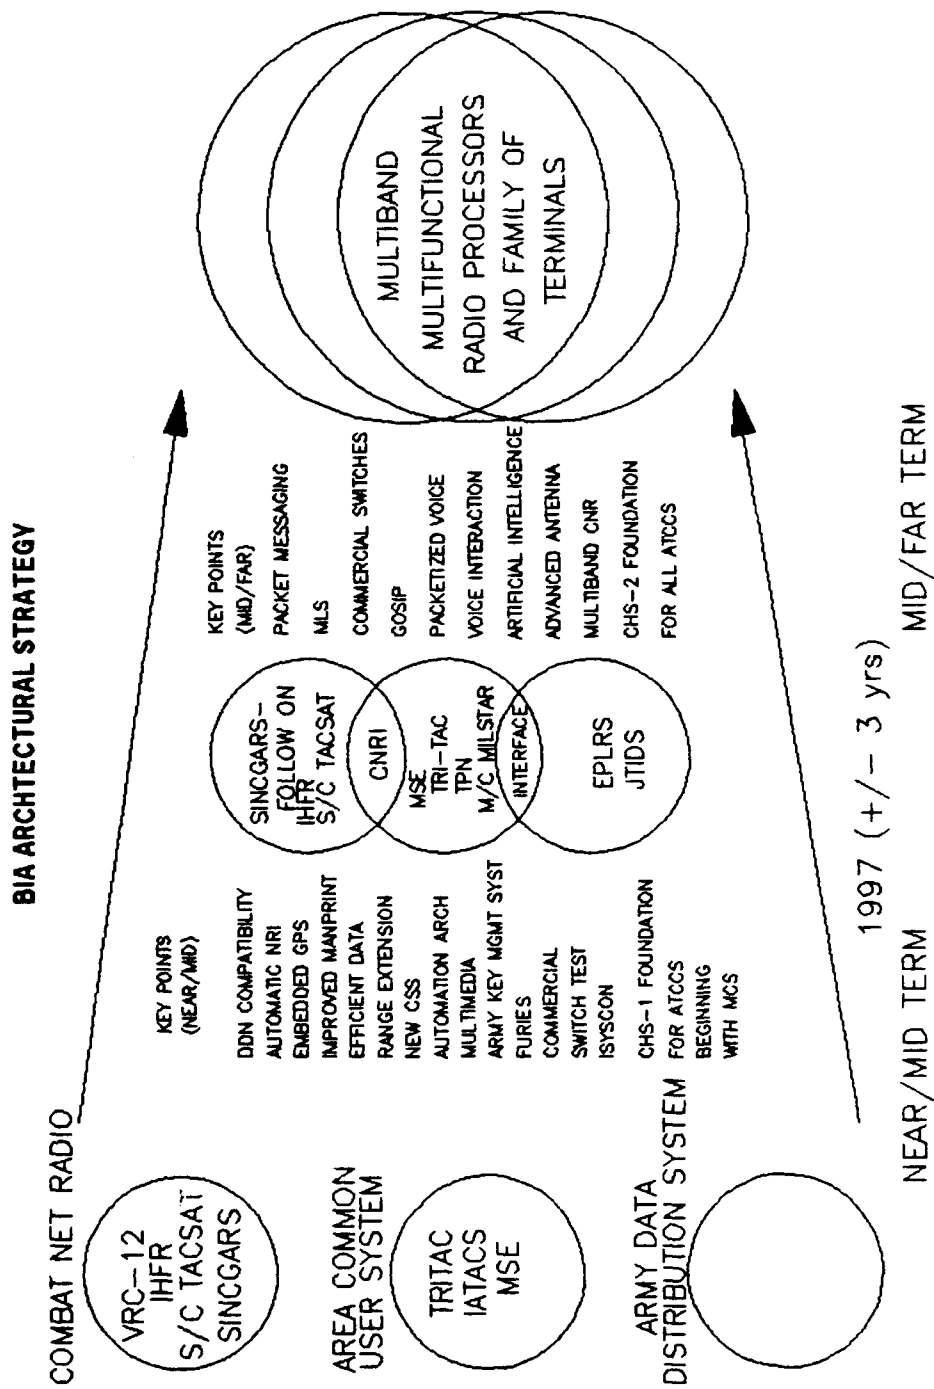 BIA ARCHTECTURAL STRATEGY
COMBAT NET RADIO
VRC-12
IHFR
S/C TACSAT
SINCGARS
AREA COMMON
USER SYSTEM
TRITAC
IATACS
MSE
ARMY DATA
DISTRIBUTION SYSTEM
KEY POINTS
(NEAR/MID)
DDN COMPATIBILITY
AUTOMATIC NRI
EMBEDDED GPS
IMPROVED MANPRINT
EFFICIENT DATA
RANGE EXTENSION
NEW CSS
AUTOMATION ARCH
MULTIMEDIA
ARMY KEY MGMT SYST
FURIES
COMMERCIAL
SWITCH TEST
ISYSCON
CHS-1 FOUNDATION
FOR ATCCS
BEGINNING
WITH MCS
SINCGARS-
FOLLOW ON
IHFR
S/C TACSAT
CNRI
MSE
TRI-TAC
TPN
M/C MILSTAR
INTERFACE
EPLRS
JTIDS
KEY POINTS
(MID/FAR)
PACKET MESSAGING
MLS
COMMERCIAL SWITCHES
GOSIP
PACKETIZED VOICE
VOICE INTERACTION
ARTIFICIAL INTELLIGENCE
ADVANCED ANTENNA
MULTIBAND CNR
CHS-2 FOUNDATION
FOR ALL ATCCS
MULTIBAND
MULTIFUNCTIONAL
RADIO PROCESSORS
AND FAMILY OF
TERMINALS
1997 (+/- 3 yrs)
NEAR/MID TERM
MID/FAR TERM